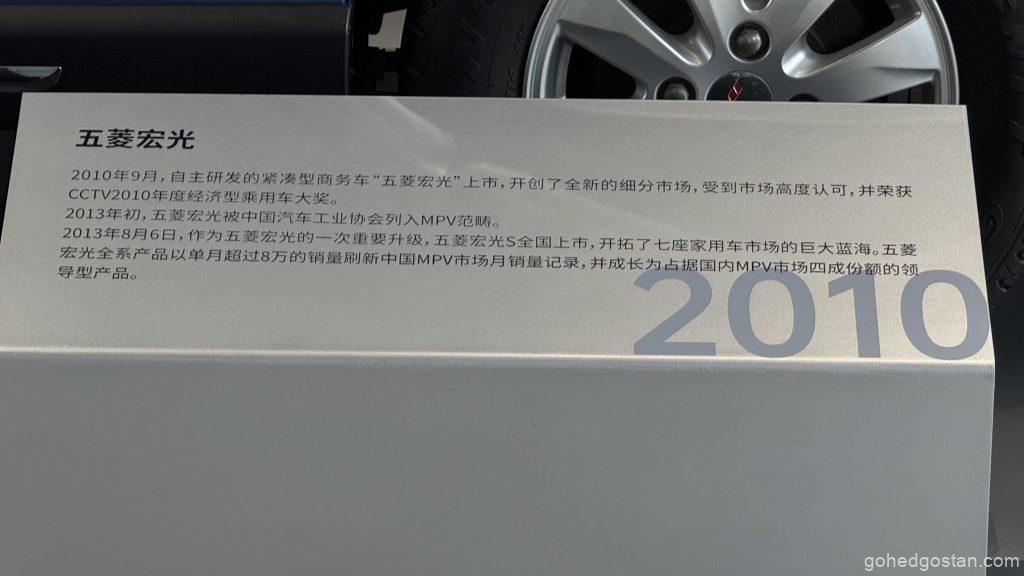 五菱宏光
2010年9月，自主研发的紧凑型商务车“五菱宏光”上市，开创了全新的细分市场，受到市场高度认可，并荣获
CCTV2010年度经济型乘用车大奖。
2013年初，五菱宏光被中国汽车工业协会列入MPV范畴。
2013年8月6日，作为五菱宏光的一次重要升级，五菱宏光S全国上市，开拓了七座家用车市场的巨大蓝海。五菱
宏光全系产品以单月超过8万的销量刷新中国MPV市场月销量记录，并成长为占据国内MPV市场四成份额的领
导型产品。
2010
gohedgostan.com